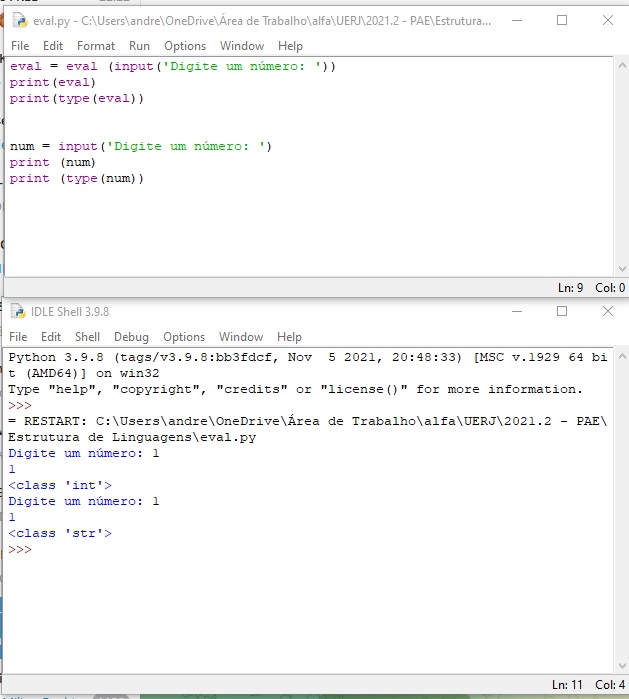 eval.py - C:\Users\andre\OneDrive\Área de Trabalho\alfa\UERJ\2021.2 - PAE\Estrutura...
File Edit Format Run Options Window Help
eval = eval (input('Digite um número: '))
print(eval)
print(type(eval))
num = input('Digite um número: ')
print (num)
print (type(num))
Ln: 9 Col: 0
IDLE Shell 3.9.8
File Edit Shell Debug Options Window Help
Python 3.9.8 (tags/v3.9.8:bb3fdcf, Nov  5 2021, 20:48:33) [MSC v.1929 64 bi
t (AMD64)] on win32
Type "help", "copyright", "credits" or "license()" for more information.
>>>
= RESTART: C:\Users\andre\OneDrive\Área de Trabalho\alfa\UERJ\2021.2 - PAE\
Estrutura de Linguagens\eval.py
Digite um número: 1
1
<class 'int'>
Digite um número: 1
1
<class 'str'>
>>>
Ln: 11 Col: 4